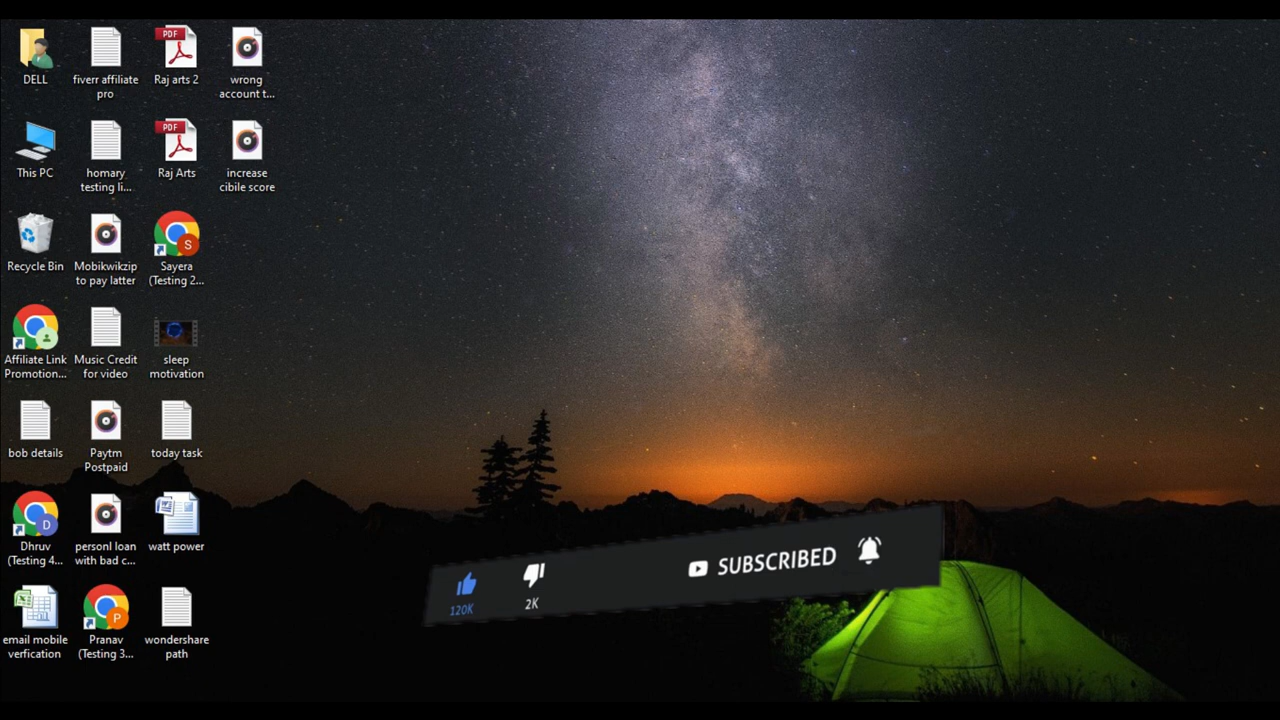 DELL
fiverr affiliate
pro
PDF
Raj arts 2
wrong
account t...
This PC
homary
testing li...
PDF
Raj Arts
increase
cibile score
Recycle Bin
Mobikwikzip
to pay latter
S
Sayera
(Testing 2...
Affiliate Link
Promotion...
Music Credit
for video
sleep
motivation
bob details
Paytm
Postpaid
today task
D
Dhruv
(Testing 4...
personl loan
with bad c...
W
watt power
X
email mobile
verfication
P
Pranav
(Testing 3...
wondershare
path
120K
2K
SUBSCRIBED